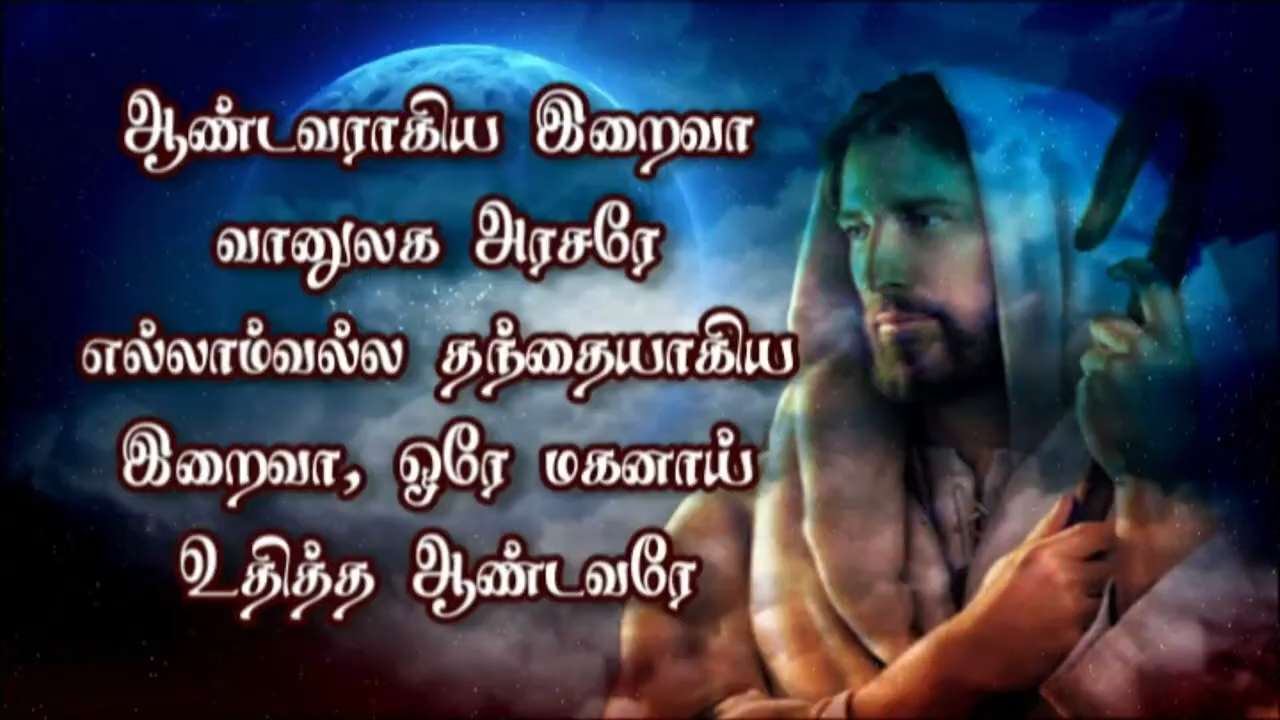 ஆண்டவராகிய இறைவா
வானுலக அரசரே
எல்லாம்வல்ல தந்தையாகிய
இறைவா, ஒரே மகனாய்
உதித்த ஆண்டவரே